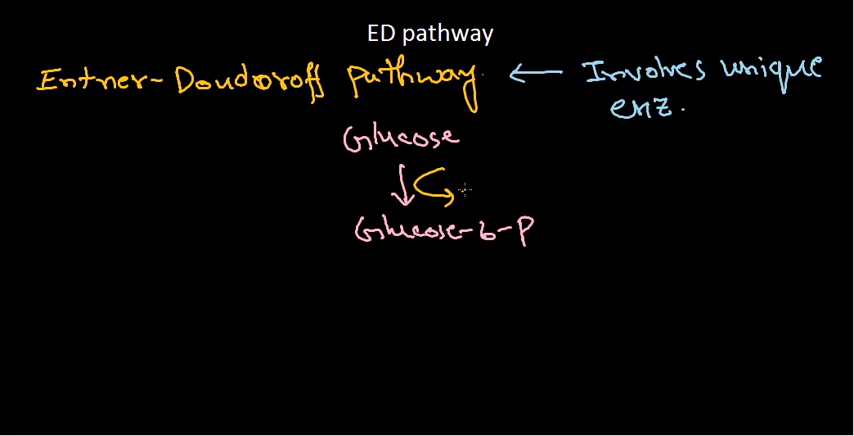 ED pathway
Entner-Doudoroff pathway ← Involves unique
enz.
Glucose
↓
Glucose-6-P